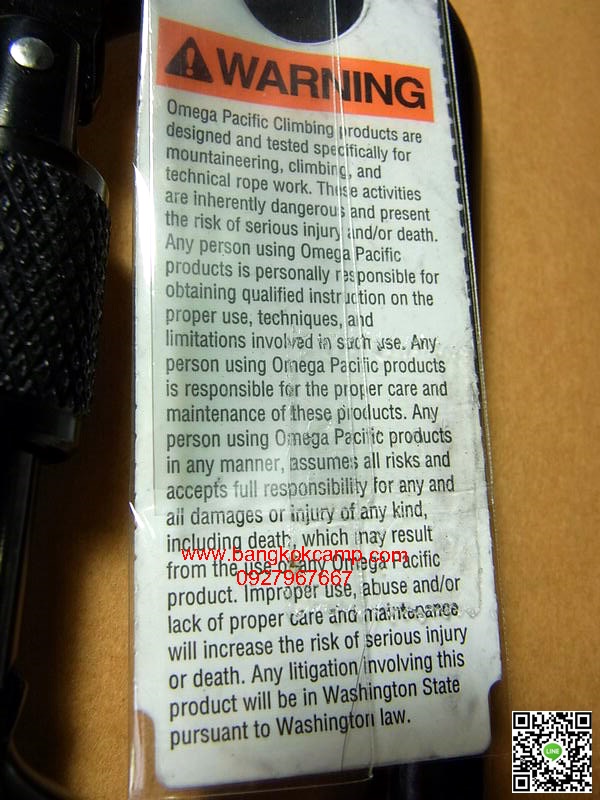 WARNING
Omega Pacific Climbing products are
designed and tested specifically for
mountaineering, climbing, and
technical rope work. These activities
are inherently dangerous and present
the risk of serious injury and/or death.
Any person using Omega Pacific
products is personally responsible for
obtaining qualified instruction on the
proper use, techniques, and
limitations involved in such use. Any
person using Omega Pacific products
is responsible for the proper care and
maintenance of these products. Any
person using Omega Pacific products
in any manner, assumes all risks and
accepts full responsibility for any and
all damages or injury of any kind,
including death, which may result
www.bangkokcamp.com
from the use of any Omega Pacific
0927967667
product. Improper use, abuse and/or
lack of proper care and maintenance
will increase the risk of serious injury
or death. Any litigation involving this
product will be in Washington State
pursuant to Washington law.
LINE